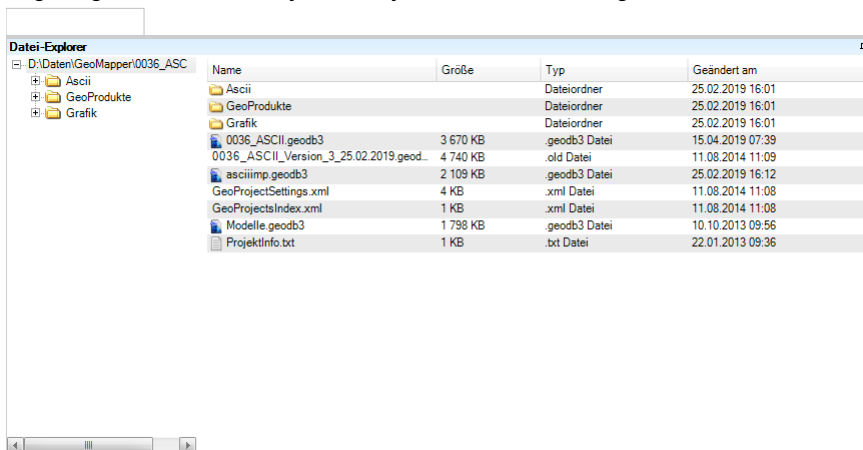 Datei-Explorer
D:\Daten\GeoMapper\0036_ASC
Ascii
GeoProdukte
Grafik
Name Größe Typ Geändert am
Ascii Dateiordner 25.02.2019 16:01
GeoProdukte Dateiordner 25.02.2019 16:01
Grafik Dateiordner 25.02.2019 16:01
0036_ASCII.geodb3 3 670 KB .geodb3 Datei 15.04.2019 07:39
0036_ASCII_Version_3_25.02.2019.geod... 4 740 KB .old Datei 11.08.2014 11:09
asciiimp.geodb3 2 109 KB .geodb3 Datei 25.02.2019 16:12
GeoProjectSettings.xml 4 KB .xml Datei 11.08.2014 11:08
GeoProjectsIndex.xml 1 KB .xml Datei 11.08.2014 11:08
Modelle.geodb3 1 798 KB .geodb3 Datei 10.10.2013 09:56
ProjektInfo.txt 1 KB .txt Datei 22.01.2013 09:36